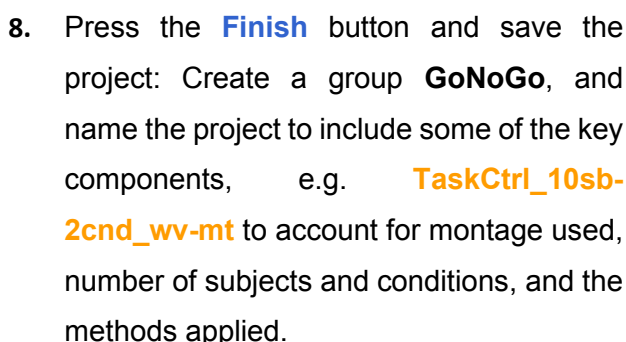 8. Press the Finish button and save the
project: Create a group GoNoGo, and
name the project to include some of the key
components, e.g. TaskCtrl_10sb-
2cnd_wv-mt to account for montage used,
number of subjects and conditions, and the
methods applied.